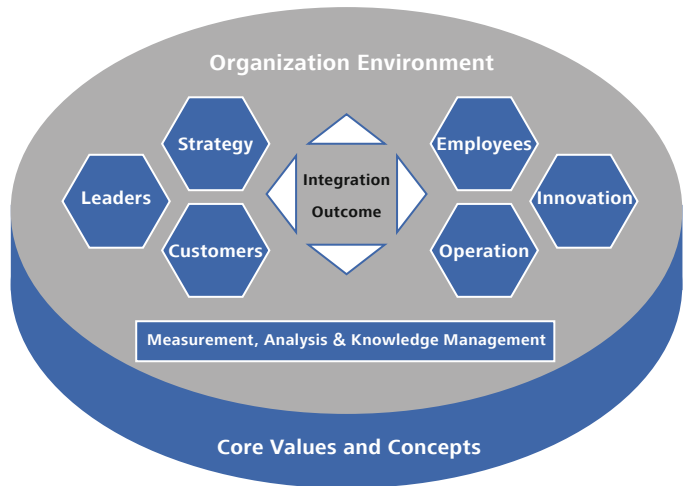 Organization Environment
Strategy
Employees
Leaders
Integration
Outcome
Innovation
Customers
Operation
Measurement, Analysis & Knowledge Management
Core Values and Concepts